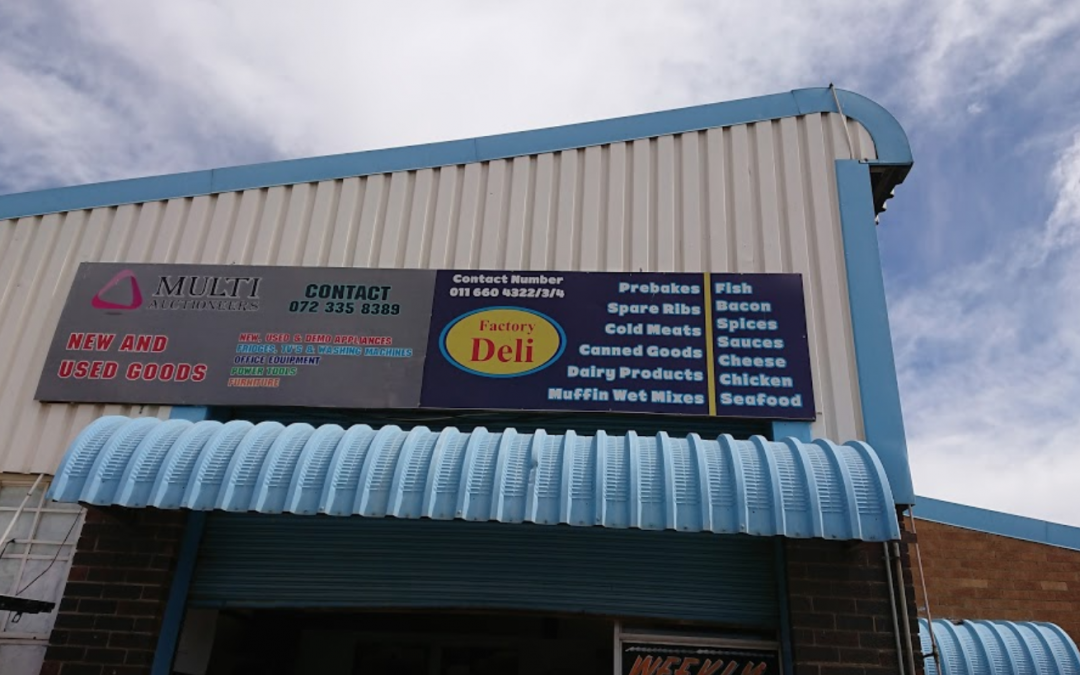 MULTI
AUCTIONEERS
CONTACT
072 335 8389
NEW AND
USED GOODS
NEW, USED & DEMO APPLIANCES
FRIDGES, TV'S & WASHING MACHINES
OFFICE EQUIPMENT
POWER TOOLS
FURNITURE
Contact Number
011 660 4322/3/4
Factory
Deli
Prebakes
Spare Ribs
Cold Meats
Canned Goods
Dairy Products
Muffin Wet Mixes
Fish
Bacon
Spices
Sauces
Cheese
Chicken
Seafood
WEEKLY